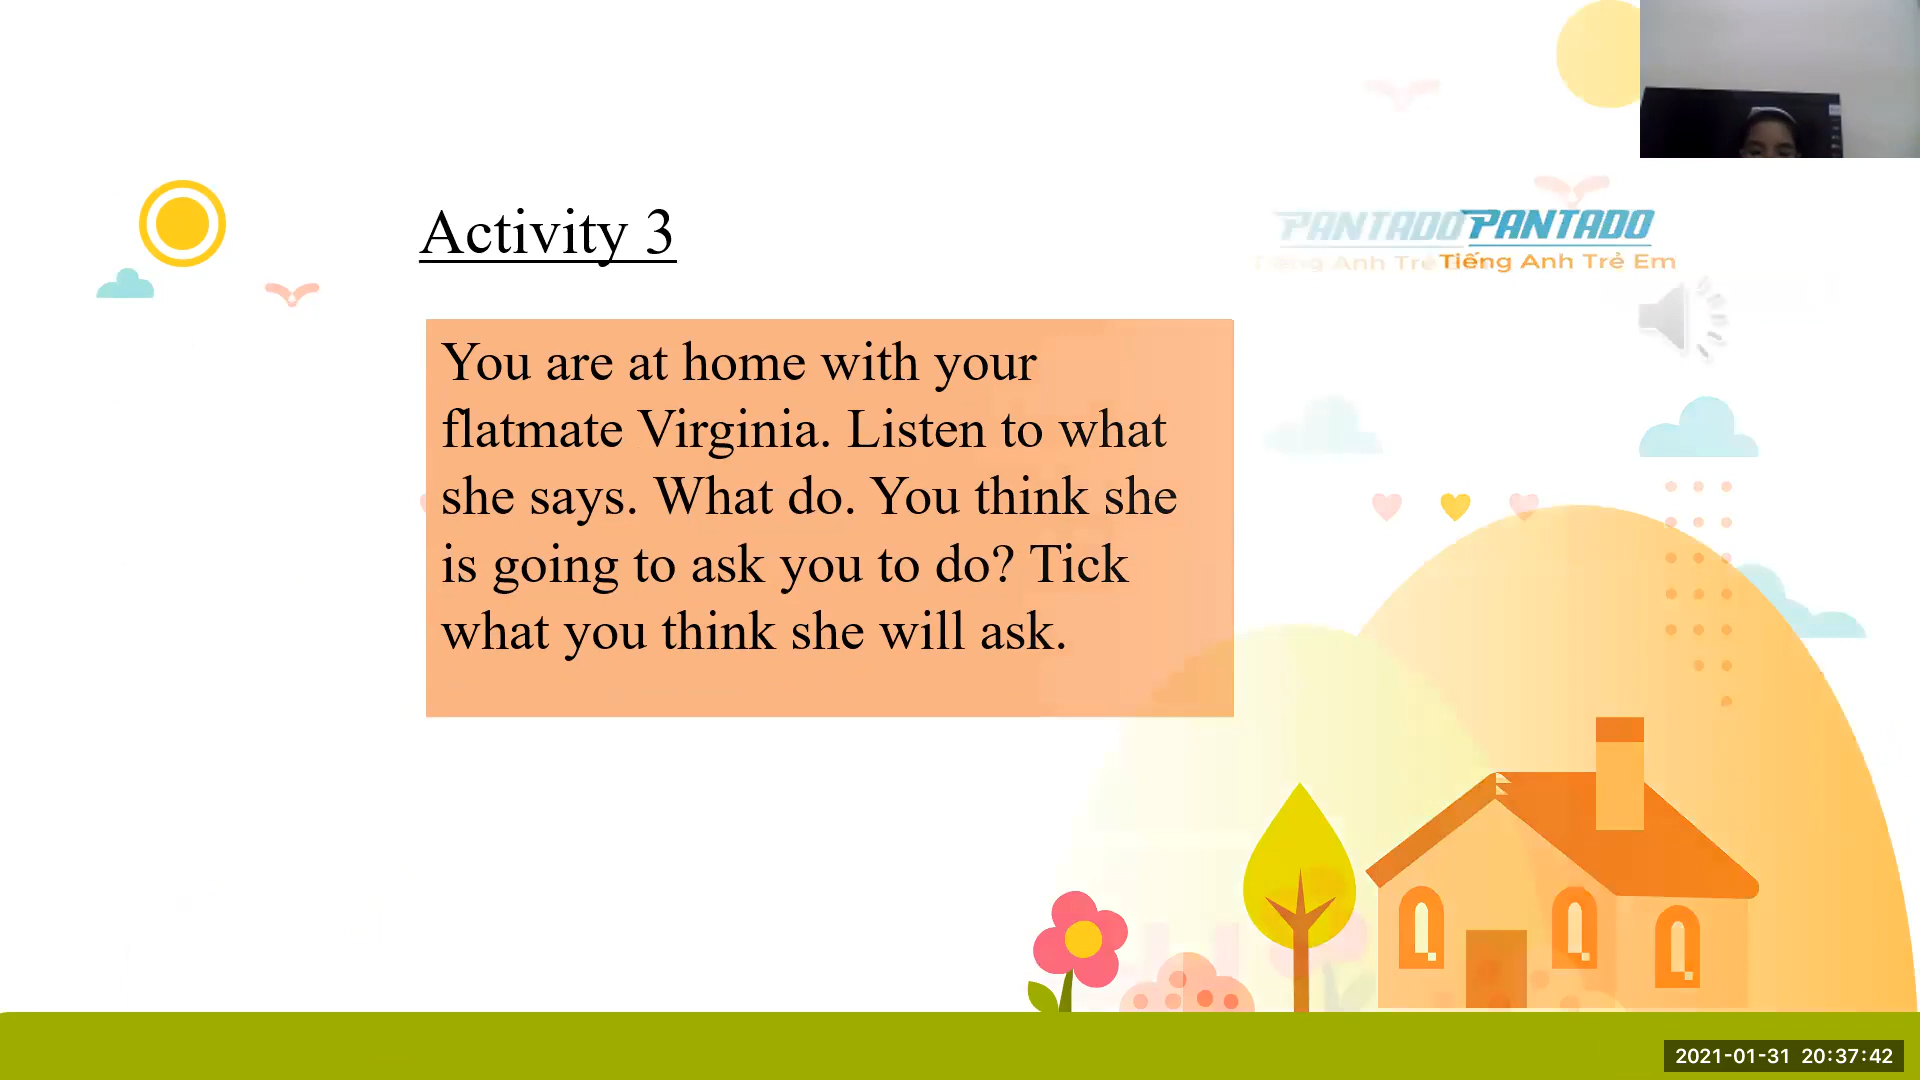 Activity 3
PANTADO PANTADO
Tiếng Anh Trẻ Em
You are at home with your
flatmate Virginia. Listen to what
she says. What do. You think she
is going to ask you to do? Tick
what you think she will ask.
2021-01-31 20:37:42